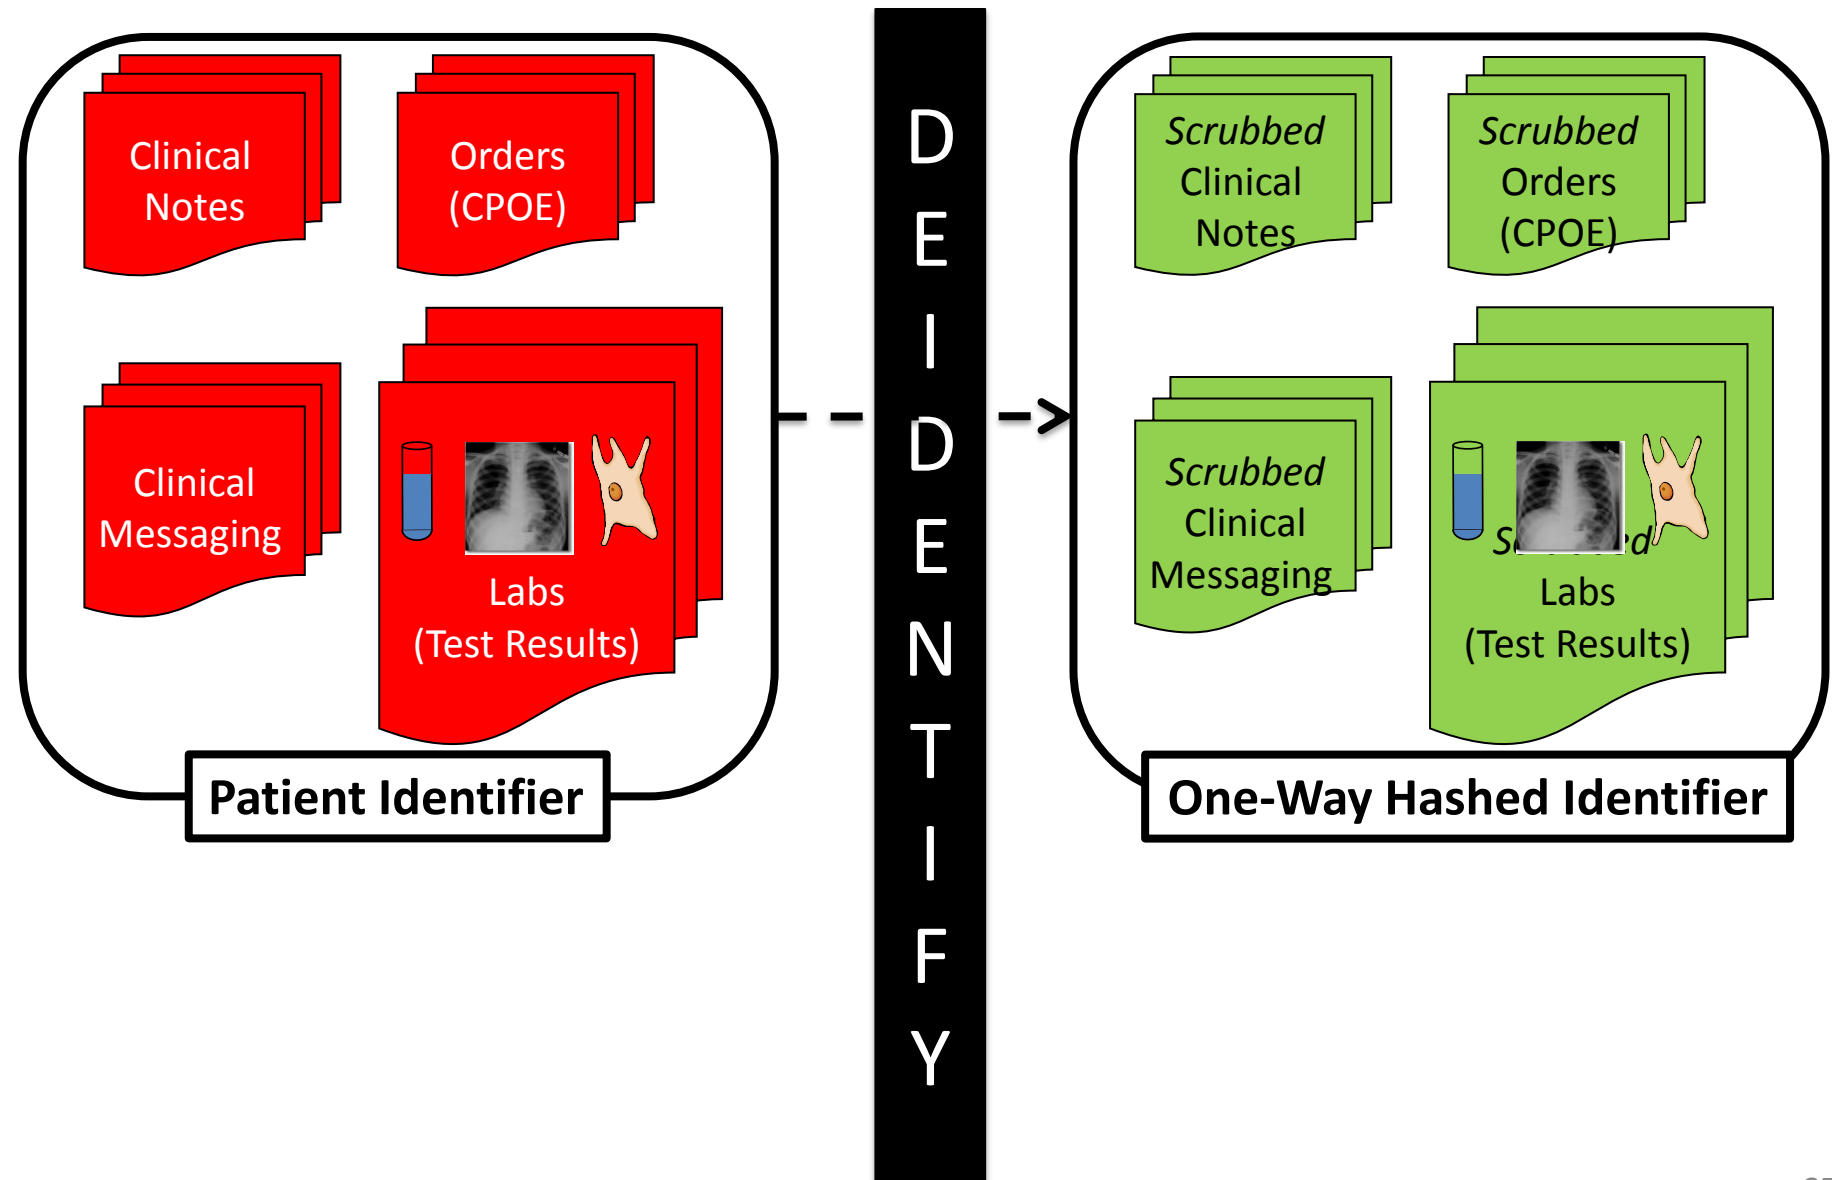 Clinical
Notes
Orders
(CPOE)
Clinical
Messaging
Labs
(Test Results)
Patient Identifier
D
E
I
D
E
N
T
I
F
Y
Scrubbed
Clinical
Notes
Scrubbed
Orders
(CPOE)
Scrubbed
Clinical
Messaging
Labs
(Test Results)
One-Way Hashed Identifier